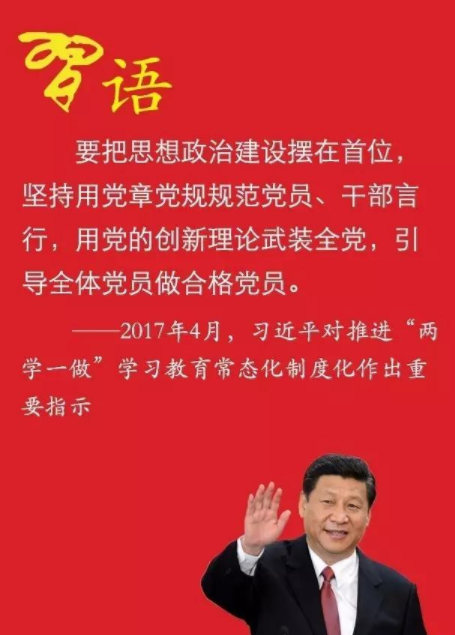 習语
要把思想政治建设摆在首位，
坚持用党章党规规范党员、干部言
行，用党的创新理论武装全党，引
导全体党员做合格党员。
——2017年4月，习近平对推进“两
学一做”学习教育常态化制度化作出重
要指示